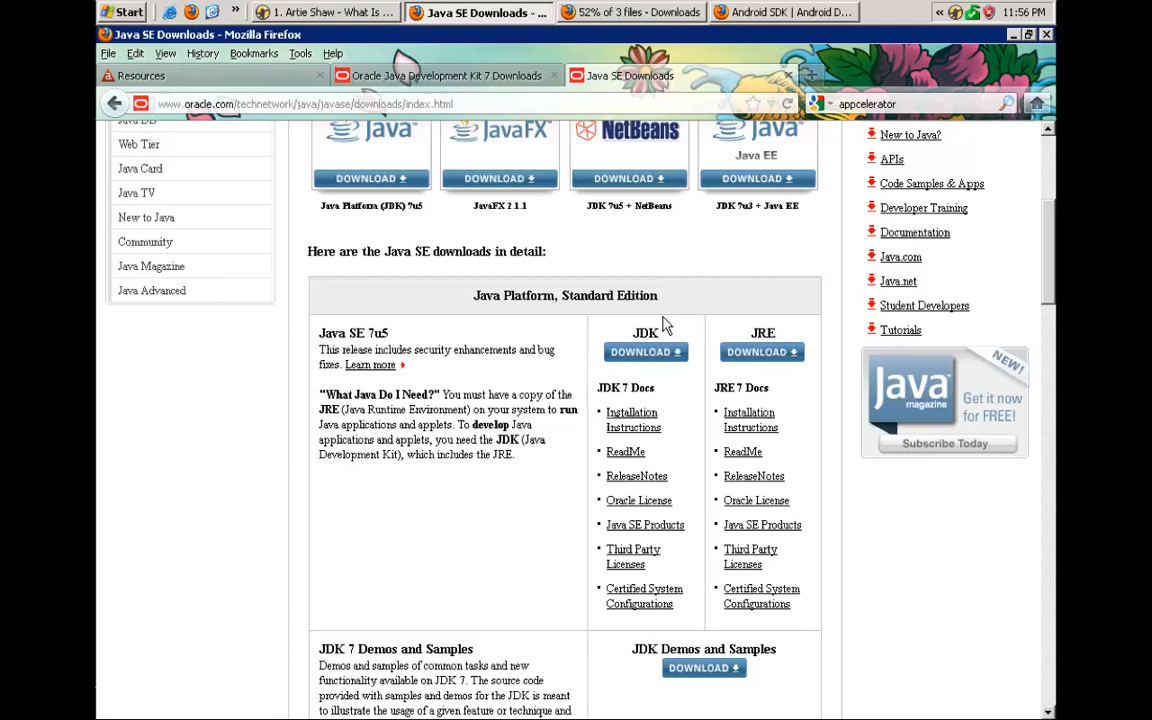 Start
»
1. Artie Shaw - What Is ...
Java SE Downloads - ...
52% of 3 files - Downloads
Android SDK | Android D...
«
11:56 PM
Java SE Downloads - Mozilla Firefox
File Edit View History Bookmarks Tools Help
Resources
Oracle Java Development Kit 7 Downloads
Java SE Downloads
www.oracle.com/technetwork/java/javase/downloads/index.html
appcelerator
Java
JavaFX
NetBeans
Java
Java EE
DOWNLOAD
DOWNLOAD
DOWNLOAD
DOWNLOAD
Java Platform (JDK) 7u5
JavaFX 2.1.1
JDK 7u5 + NetBeans
JDK 7u3 + Java EE
Web Tier
Java Card
Java TV
New to Java
Community
Java Magazine
Java Advanced
Here are the Java SE downloads in detail:
Java Platform, Standard Edition
Java SE 7u5
This release includes security enhancements and bug
fixes. Learn more
"What Java Do I Need?" You must have a copy of the
JRE (Java Runtime Environment) on your system to run
Java applications and applets. To develop Java
applications and applets, you need the JDK (Java
Development Kit), which includes the JRE.
JDK
DOWNLOAD
JDK 7 Docs
Installation
Instructions
ReadMe
ReleaseNotes
Oracle License
Java SE Products
Third Party
Licenses
Certified System
Configurations
JRE
DOWNLOAD
JRE 7 Docs
Installation
Instructions
ReadMe
ReleaseNotes
Oracle License
Java SE Products
Third Party
Licenses
Certified System
Configurations
JDK 7 Demos and Samples
Demos and samples of common tasks and new
functionality available on JDK 7. The source code
provided with samples and demos for the JDK is meant
to illustrate the usage of a given feature or technique and
JDK Demos and Samples
DOWNLOAD
New to Java?
APIs
Code Samples & Apps
Developer Training
Documentation
Java.com
Java.net
Student Developers
Tutorials
NEW!
Java
magazine
Get it now
for FREE!
Subscribe Today